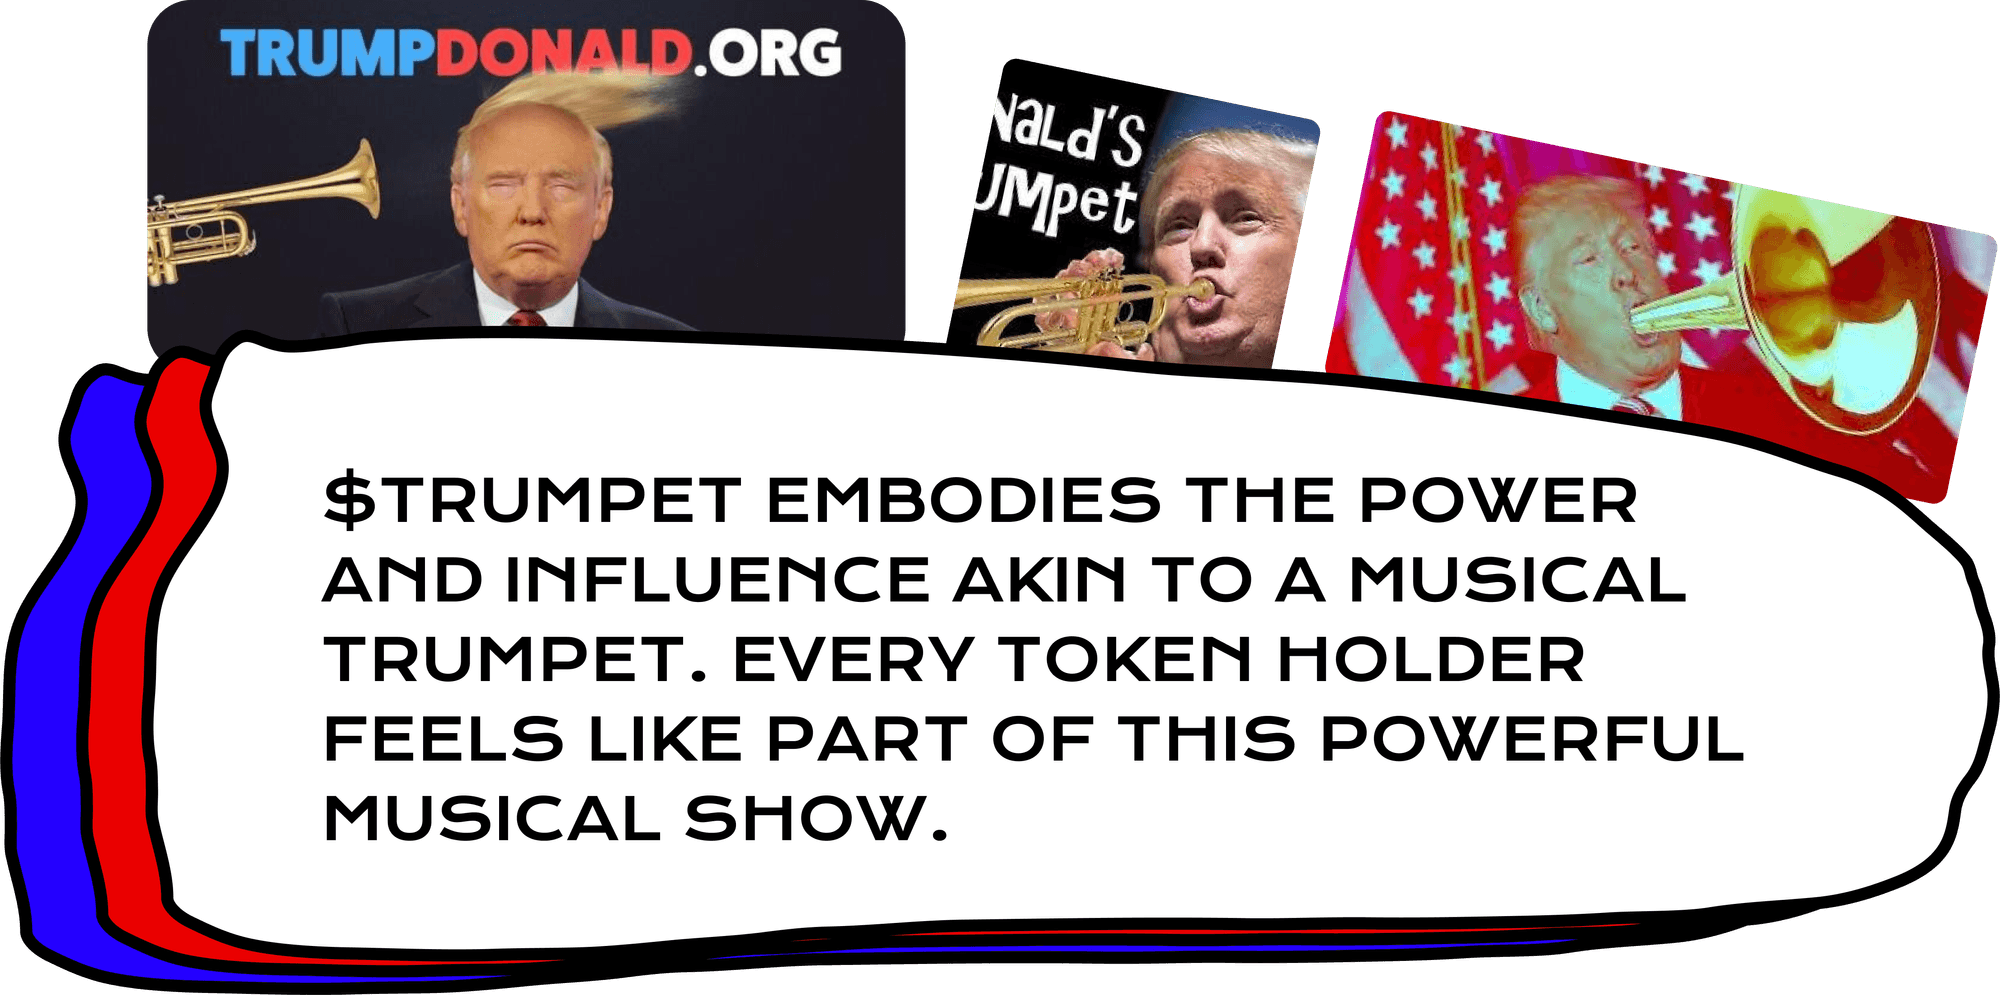 TRUMPDONALD.ORG
NALd'S
UMpet
$TRUMPET EMBODIES THE POWER
AND INFLUENCE AKIN TO A MUSICAL
TRUMPET. EVERY TOKEN HOLDER
FEELS LIKE PART OF THIS POWERFUL
MUSICAL SHOW.